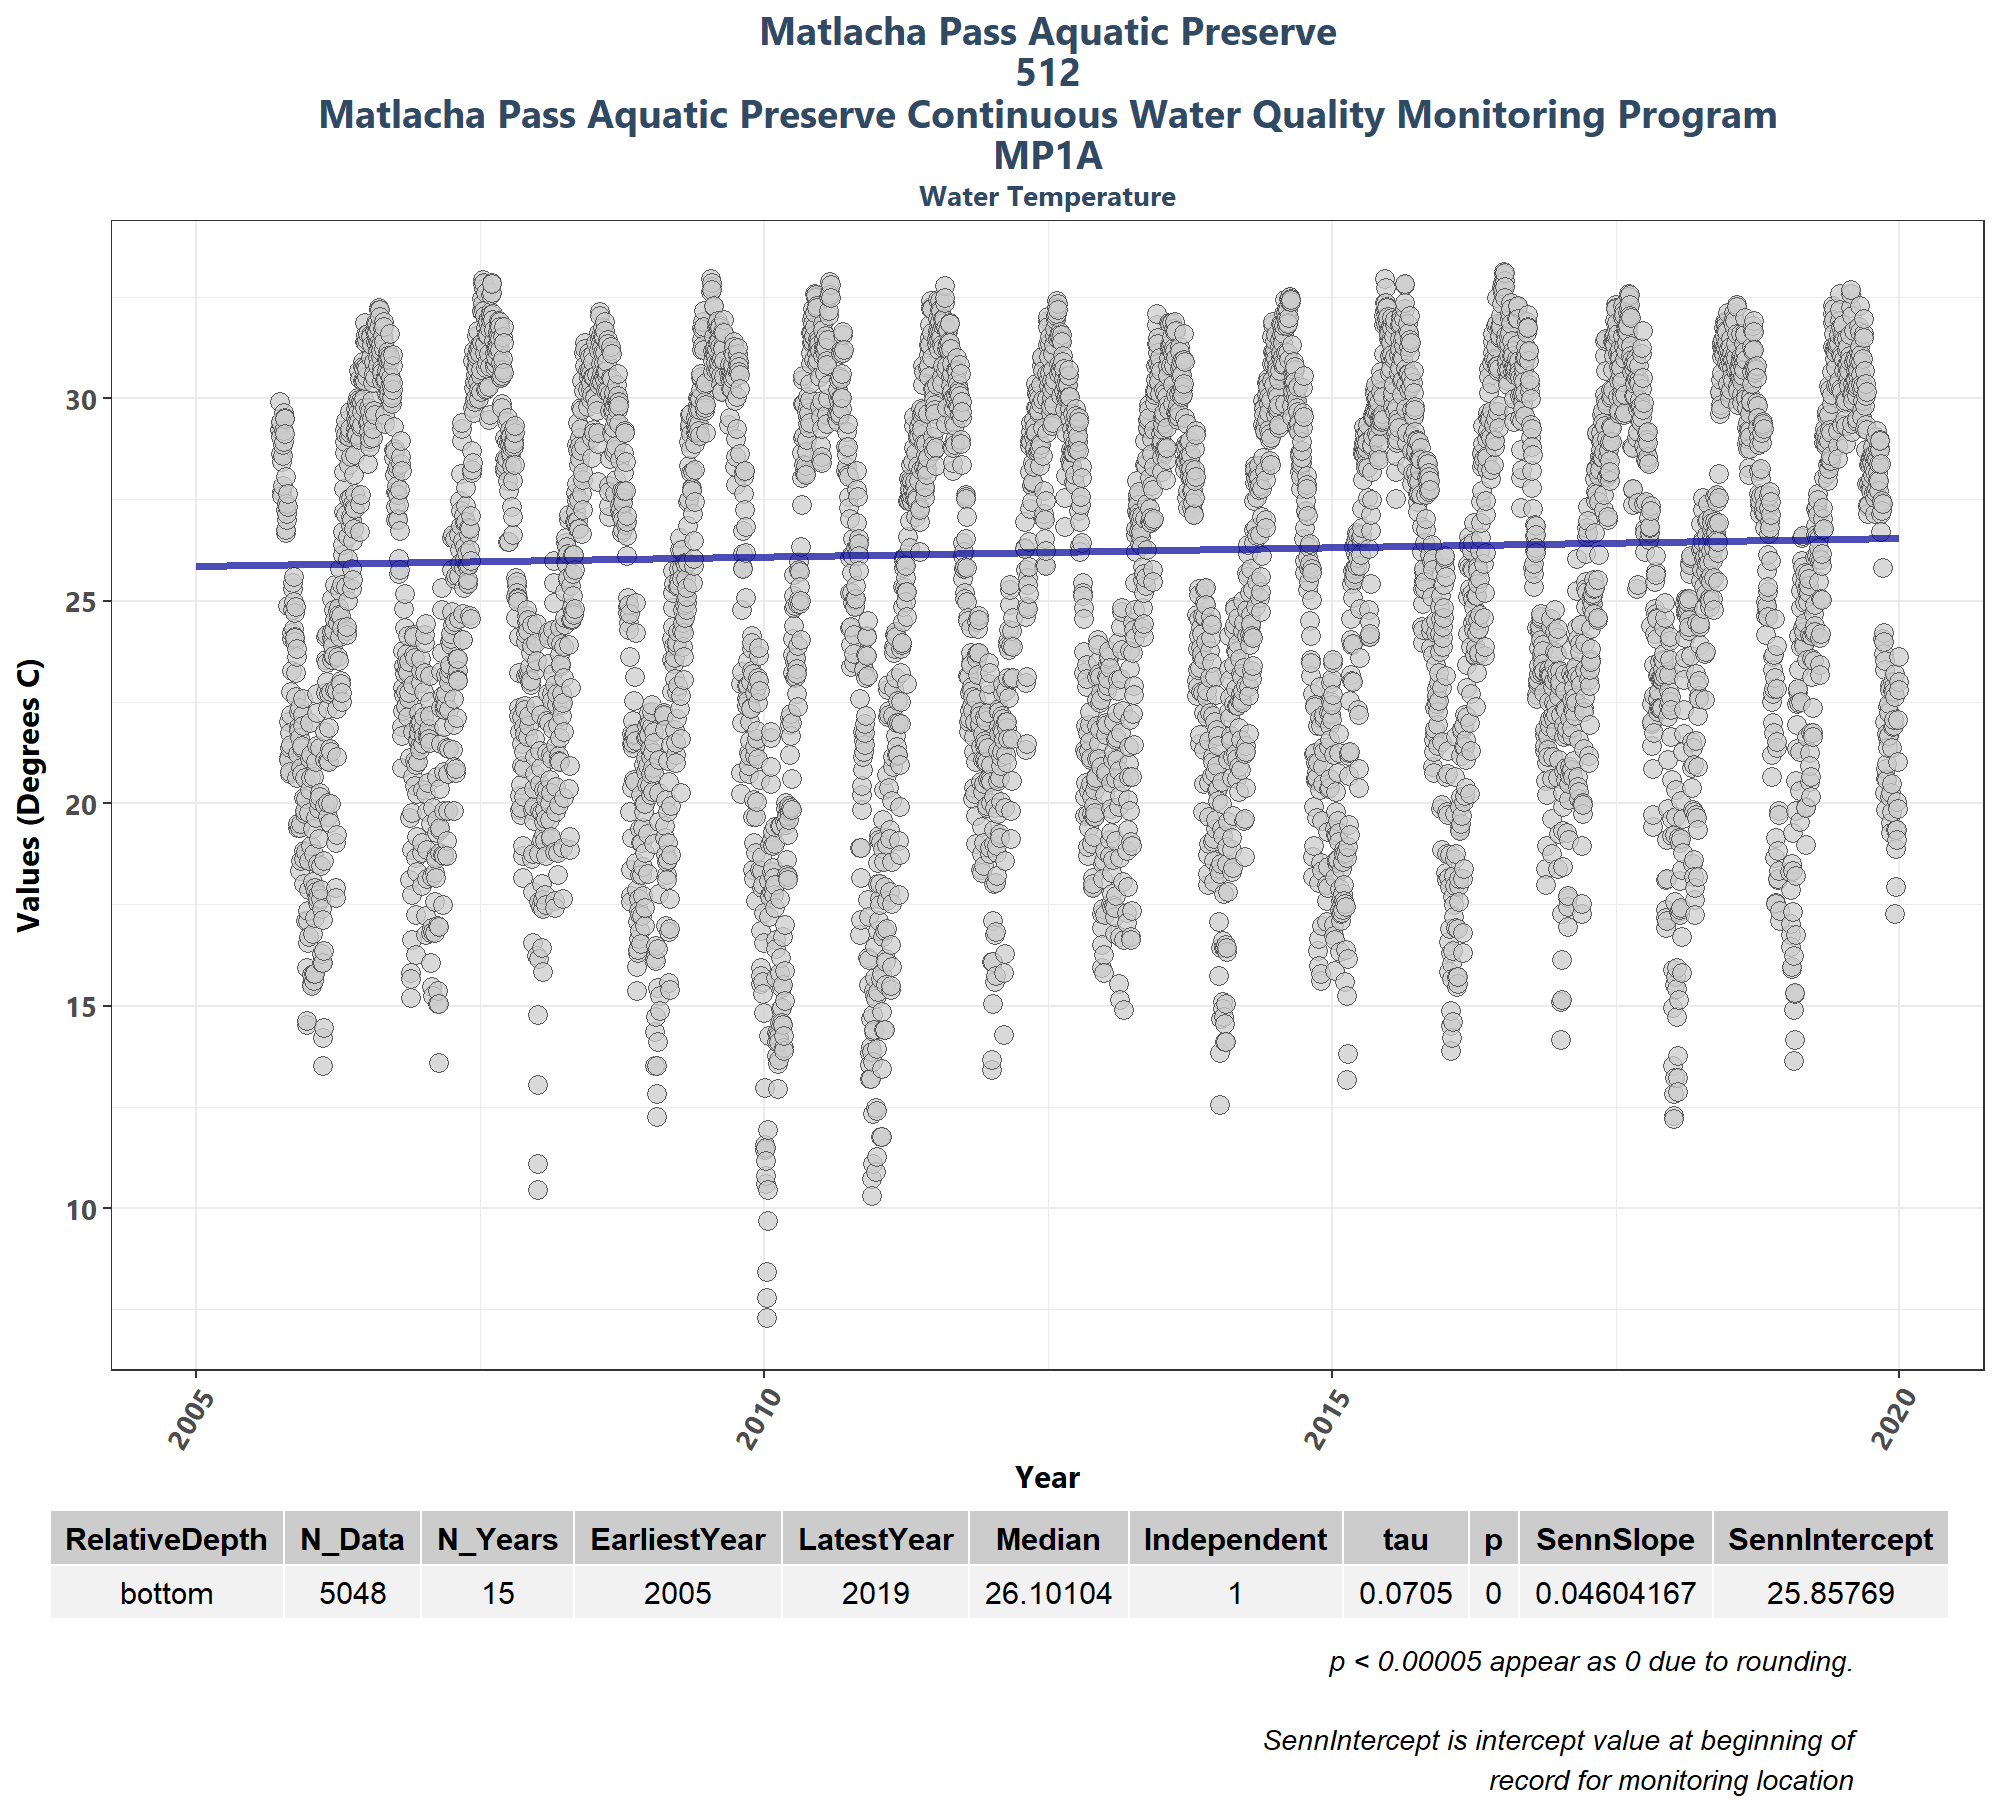 Matlacha Pass Aquatic Preserve
512
Matlacha Pass Aquatic Preserve Continuous Water Quality Monitoring Program
MP1A
Water Temperature
Values (Degrees C)
30
25
20
15
10
2005 2010 2015 2020
Year
RelativeDepth N_Data N_Years EarliestYear LatestYear Median Independent tau p SennSlope SennIntercept
bottom 5048 15 2005 2019 26.10104 1 0.0705 0 0.04604167 25.85769
p < 0.00005 appear as 0 due to rounding.
SennIntercept is intercept value at beginning of
record for monitoring location